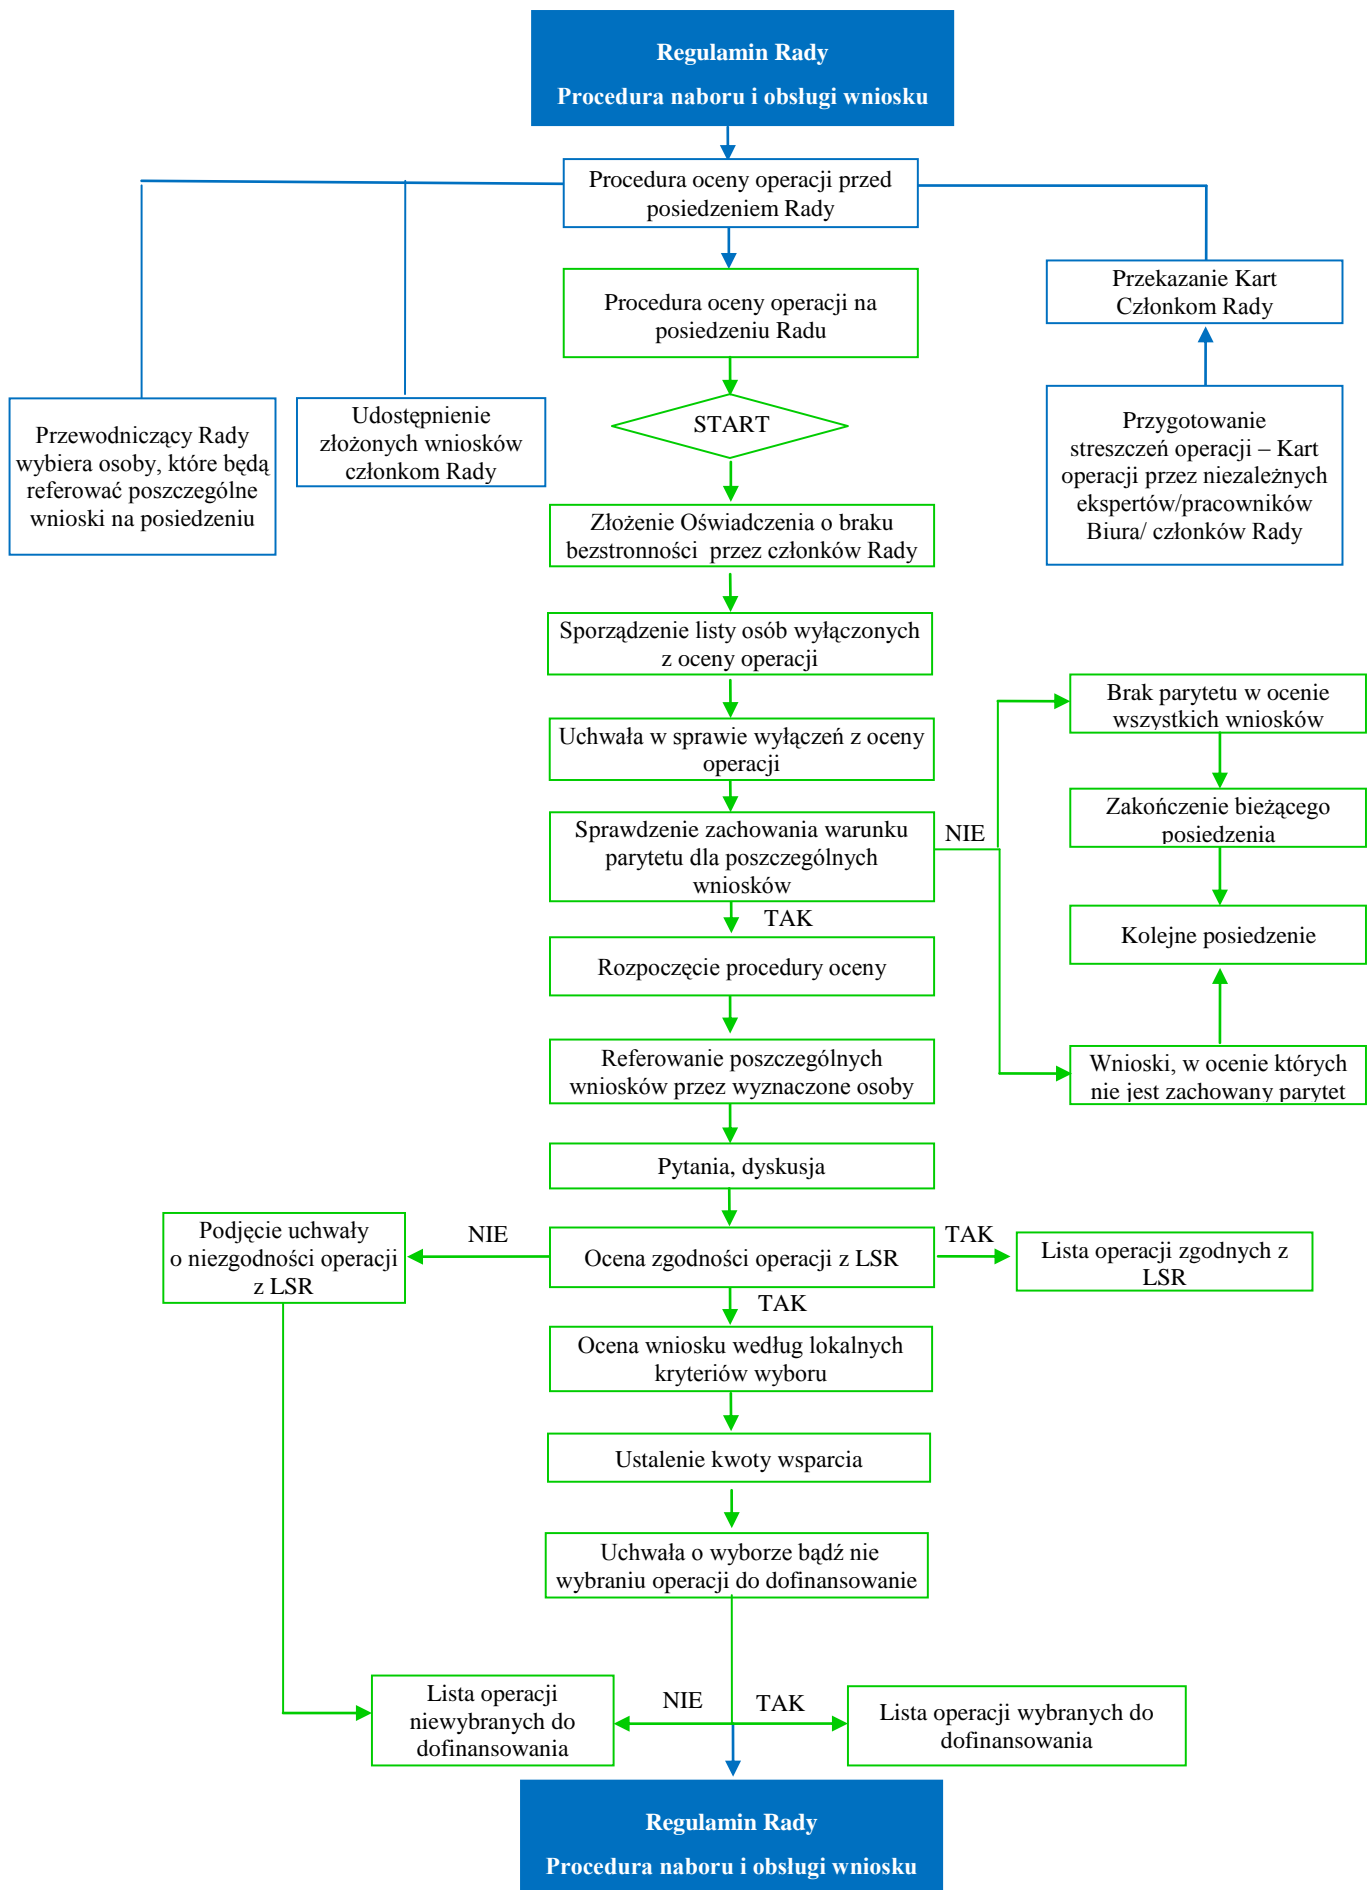 Regulamin Rady
Procedura naboru i obsługi wniosku
Procedura oceny operacji przed
posiedzeniem Rady
Przekazanie Kart
Członkom Rady
Procedura oceny operacji na
posiedzeniu Radu
Przewodniczący Rady
wybiera osoby, które będą
referować poszczególne
wnioski na posiedzeniu
Udostępnienie
złożonych wniosków
członkom Rady
START
Przygotowanie
streszczeń operacji – Kart
operacji przez niezależnych
ekspertów/pracowników
Biura/ członków Rady
Złożenie Oświadczenia o braku
bezstronności  przez członków Rady
Sporządzenie listy osób wyłączonych
z oceny operacji
Uchwała w sprawie wyłączeń z oceny
operacji
Brak parytetu w ocenie
wszystkich wniosków
Sprawdzenie zachowania warunku
parytetu dla poszczególnych
wniosków
NIE
Zakończenie bieżącego
posiedzenia
TAK
Kolejne posiedzenie
Rozpoczęcie procedury oceny
Referowanie poszczególnych
wniosków przez wyznaczone osoby
Wnioski, w ocenie których
nie jest zachowany parytet
Pytania, dyskusja
Podjęcie uchwały
o niezgodności operacji
z LSR
NIE
Ocena zgodności operacji z LSR
TAK
Lista operacji zgodnych z
LSR
TAK
Ocena wniosku według lokalnych
kryteriów wyboru
Ustalenie kwoty wsparcia
Uchwała o wyborze bądź nie
wybraniu operacji do dofinansowanie
Lista operacji
niewybranych do
dofinansowania
NIE
TAK
Lista operacji wybranych do
dofinansowania
Regulamin Rady
Procedura naboru i obsługi wniosku